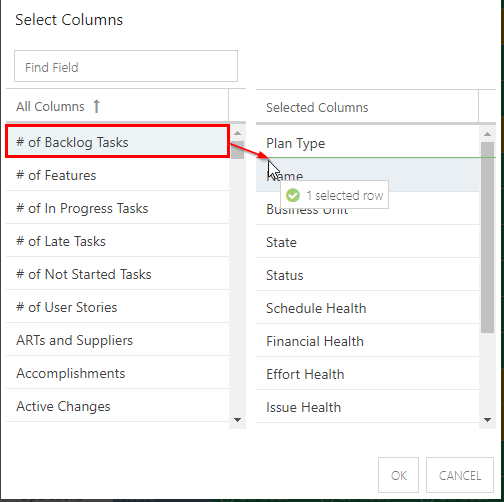 Select Columns
Find Field
All Columns
# of Backlog Tasks
# of Features
# of In Progress Tasks
# of Late Tasks
# of Not Started Tasks
# of User Stories
ARTs and Suppliers
Accomplishments
Active Changes
Selected Columns
Plan Type
Name
1 selected row
Business Unit
State
Status
Schedule Health
Financial Health
Effort Health
Issue Health
OK
CANCEL